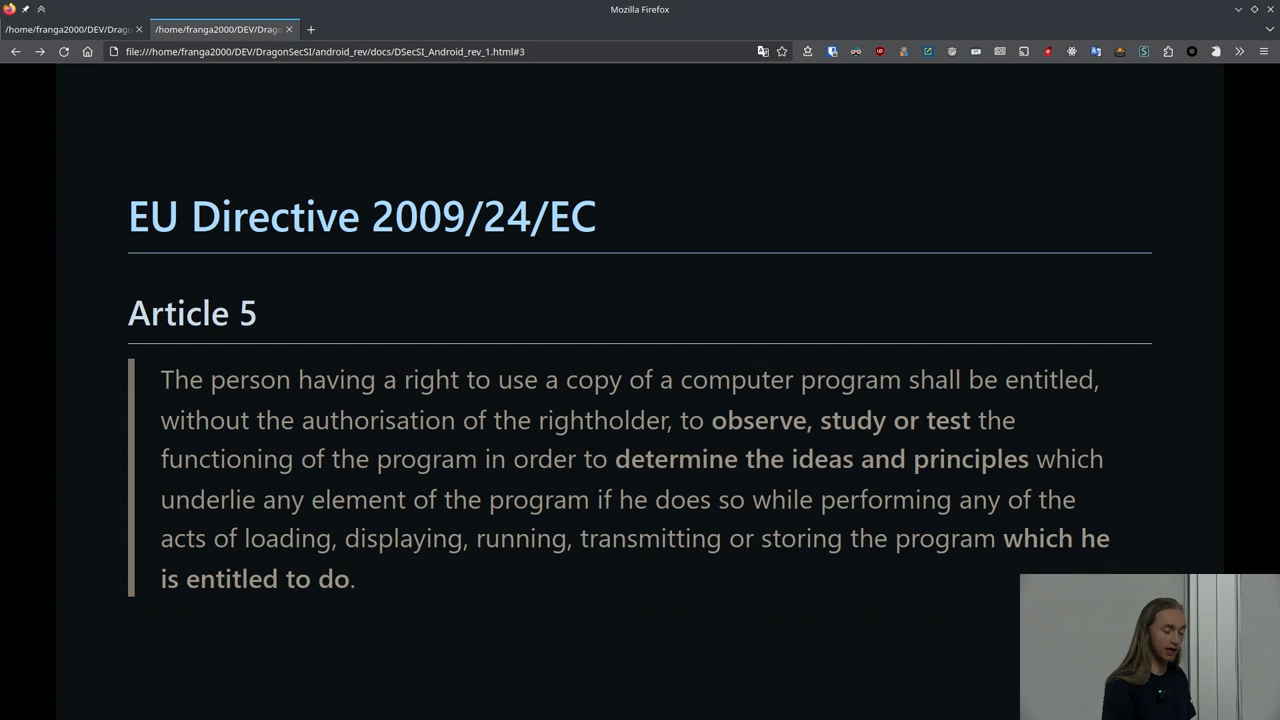 Mozilla Firefox
/home/franga2000/DEV/Drago
/home/franga2000/DEV/Drago
file:///home/franga2000/DEV/DragonSecSI/android_rev/docs/DSecSI_Android_rev_1.html#3
EU Directive 2009/24/EC
Article 5
The person having a right to use a copy of a computer program shall be entitled,
without the authorisation of the rightholder, to observe, study or test the
functioning of the program in order to determine the ideas and principles which
underlie any element of the program if he does so while performing any of the
acts of loading, displaying, running, transmitting or storing the program which he
is entitled to do.